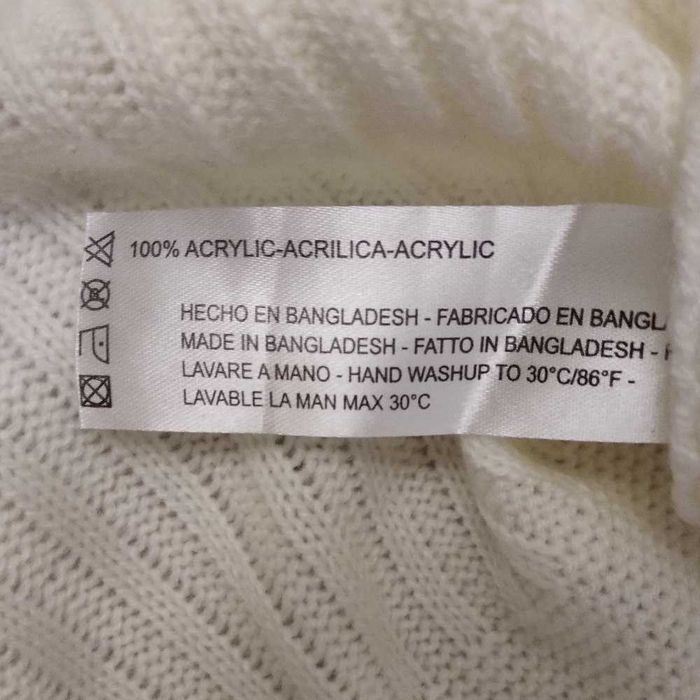 100% ACRYLIC-ACRILICA-ACRYLIC
HECHO EN BANGLADESH - FABRICADO EN BANGL
MADE IN BANGLADESH - FATTO IN BANGLADESH -
LAVARE A MANO - HAND WASHUP TO 30°C/86°F -
LAVABLE LA MAN MAX 30°C